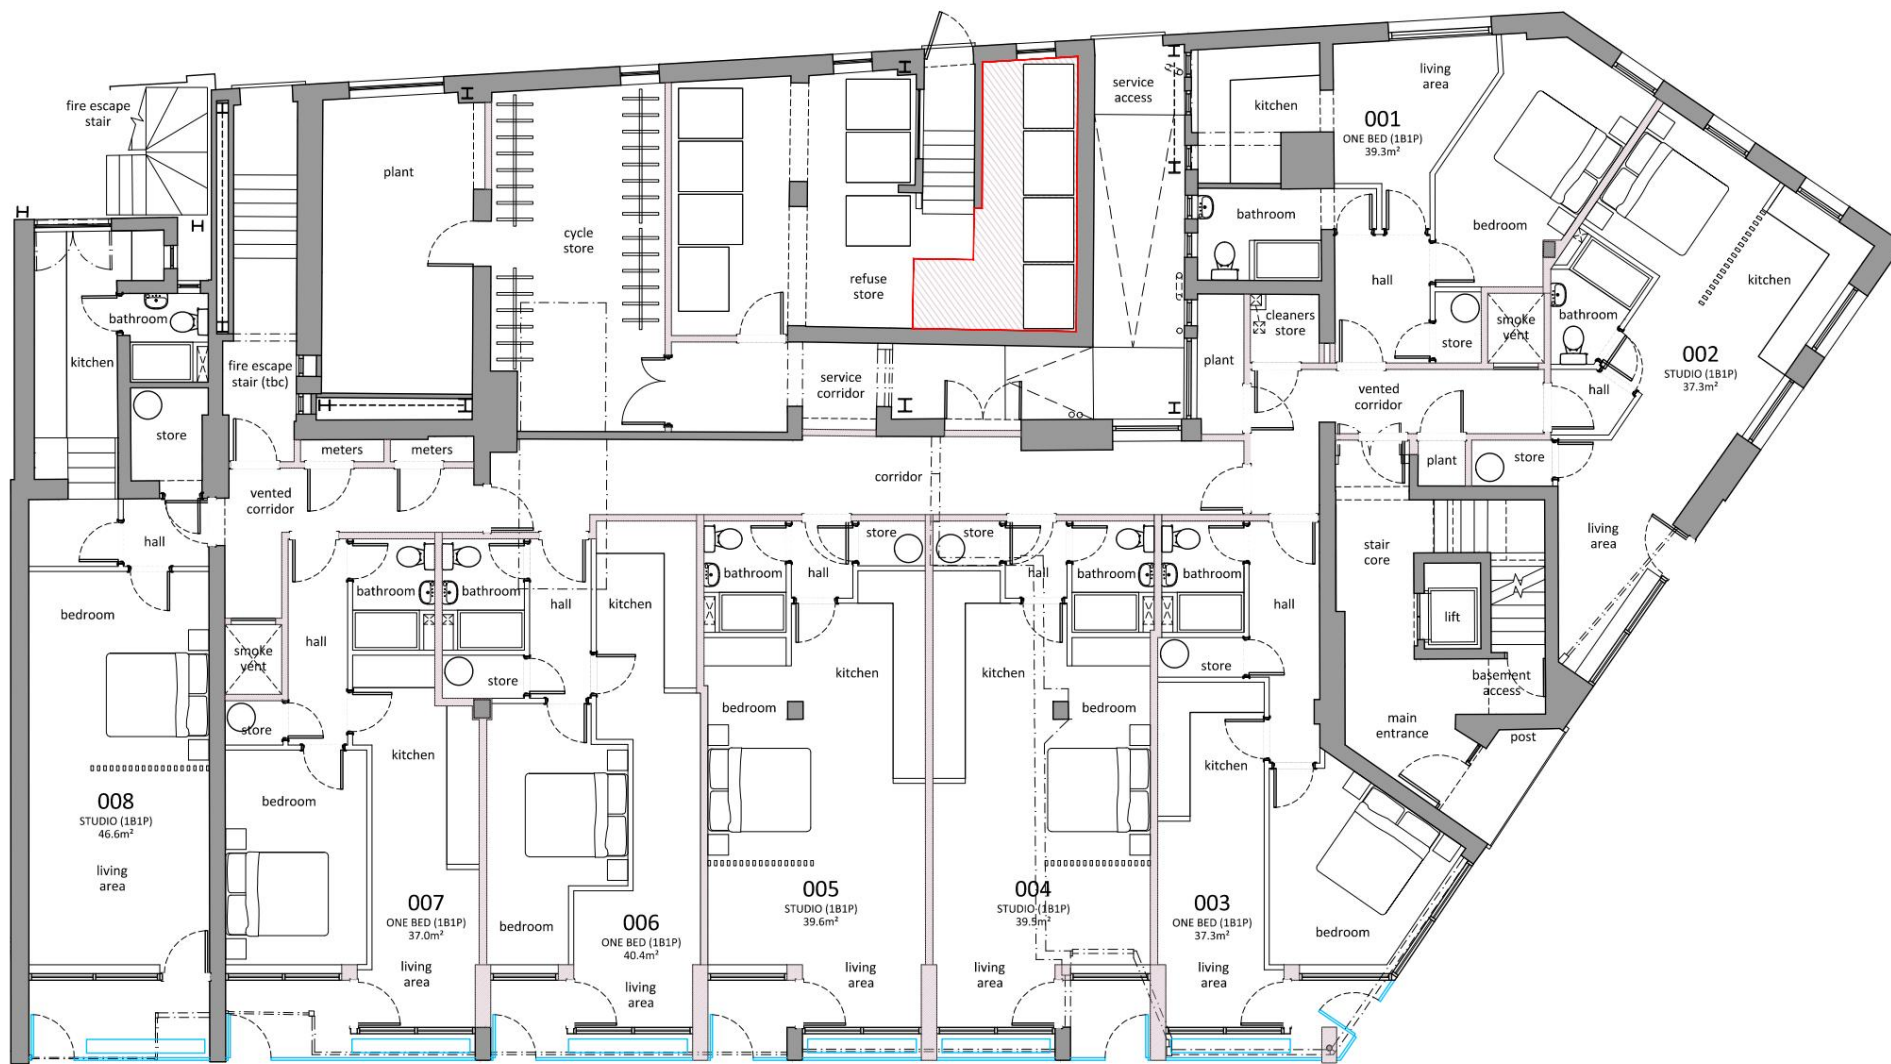 fire escape
stair
plant
cycle
store
refuse
store
service
access
kitchen
living
area
001
ONE BED (1B1P)
39.3m²
bathroom
bedroom
hall
kitchen
bathroom
kitchen
fire escape
stair (tbc)
store
service
corridor
plant
cleaners
store
store
smoke
vent
bathroom
hall
002
STUDIO (1B1P)
37.3m²
vented
corridor
meters
meters
vented
corridor
corridor
plant
store
living
area
hall
bedroom
hall
bathroom
bathroom
hall
kitchen
store
bathroom
hall
store
store
hall
bathroom
bathroom
hall
store
stair
core
lift
basement
access
main
entrance
post
smoke
vent
store
bedroom
kitchen
bedroom
kitchen
kitchen
bedroom
kitchen
bedroom
008
STUDIO (1B1P)
46.6m²
living
area
007
ONE BED (1B1P)
37.0m²
living
area
bedroom
006
ONE BED (1B1P)
40.4m²
living
area
005
STUDIO (1B1P)
39.6m²
living
area
004
STUDIO (1B1P)
39.5m²
living
area
003
ONE BED (1B1P)
37.3m²
living
area